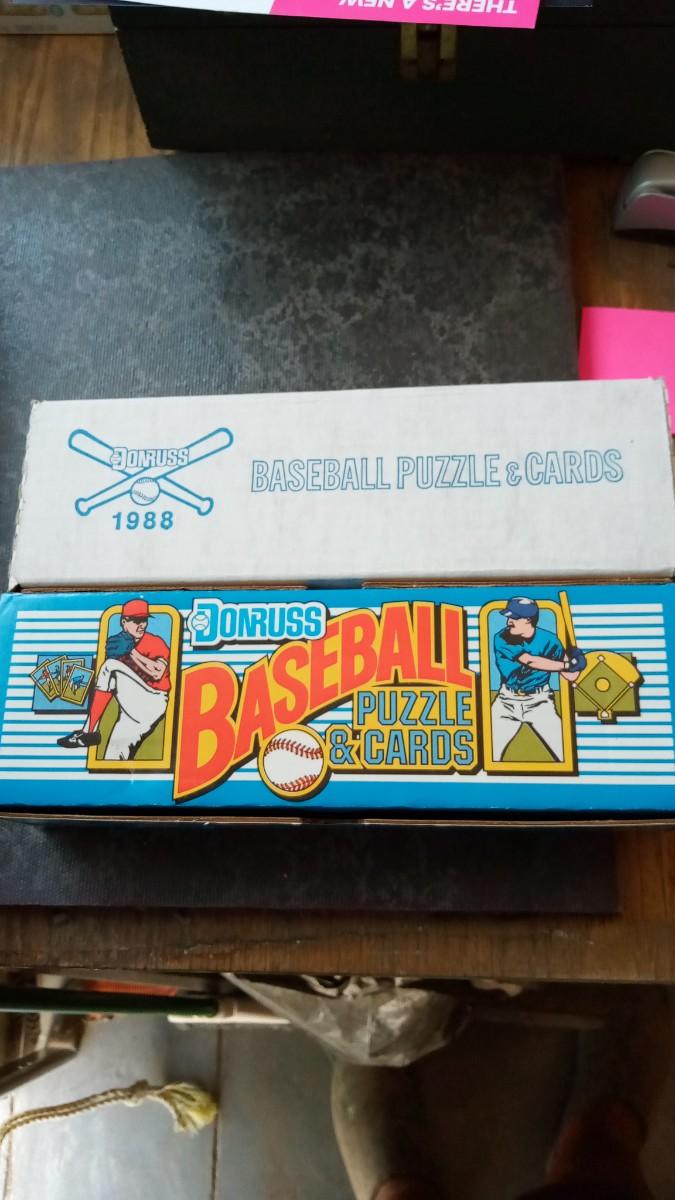 THERE'S A NEW
DONRUSS
1988
BASEBALL PUZZLE & CARDS
DONRUSS
BASEBALL
PUZZLE
& CARDS